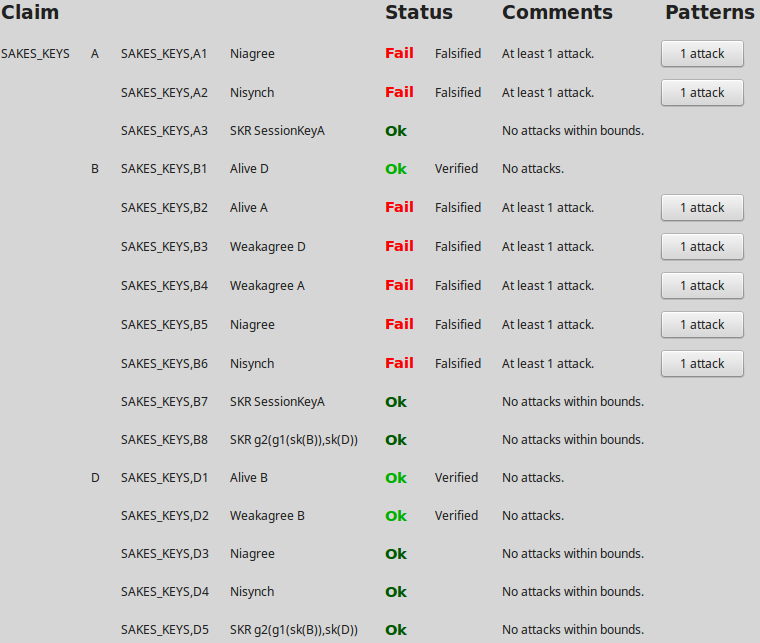 Claim Status Comments Patterns
SAKES_KEYS A SAKES_KEYS,A1 Niagree Fail Falsified At least 1 attack. 1 attack
SAKES_KEYS,A2 Nisynch Fail Falsified At least 1 attack. 1 attack
SAKES_KEYS,A3 SKR SessionKeyA Ok No attacks within bounds.
B SAKES_KEYS,B1 Alive D Ok Verified No attacks.
SAKES_KEYS,B2 Alive A Fail Falsified At least 1 attack. 1 attack
SAKES_KEYS,B3 Weakagree D Fail Falsified At least 1 attack. 1 attack
SAKES_KEYS,B4 Weakagree A Fail Falsified At least 1 attack. 1 attack
SAKES_KEYS,B5 Niagree Fail Falsified At least 1 attack. 1 attack
SAKES_KEYS,B6 Nisynch Fail Falsified At least 1 attack. 1 attack
SAKES_KEYS,B7 SKR SessionKeyA Ok No attacks within bounds.
SAKES_KEYS,B8 SKR g2(g1(sk(B)),sk(D)) Ok No attacks within bounds.
D SAKES_KEYS,D1 Alive B Ok Verified No attacks.
SAKES_KEYS,D2 Weakagree B Ok Verified No attacks.
SAKES_KEYS,D3 Niagree Ok No attacks within bounds.
SAKES_KEYS,D4 Nisynch Ok No attacks within bounds.
SAKES_KEYS,D5 SKR g2(g1(sk(B)),sk(D)) Ok No attacks within bounds.